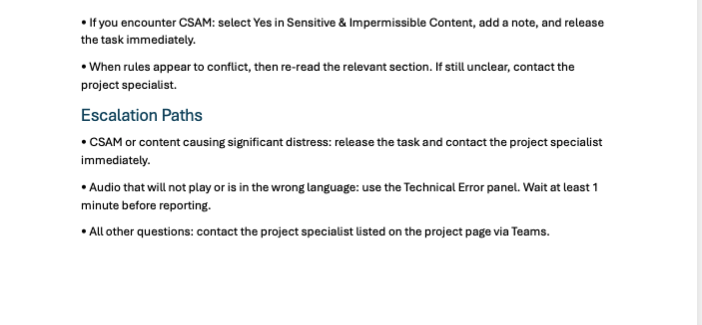 • If you encounter CSAM: select Yes in Sensitive & Impermissible Content, add a note, and release
the task immediately.
• When rules appear to conflict, then re-read the relevant section. If still unclear, contact the
project specialist.
Escalation Paths
• CSAM or content causing significant distress: release the task and contact the project specialist
immediately.
• Audio that will not play or is in the wrong language: use the Technical Error panel. Wait at least 1
minute before reporting.
• All other questions: contact the project specialist listed on the project page via Teams.